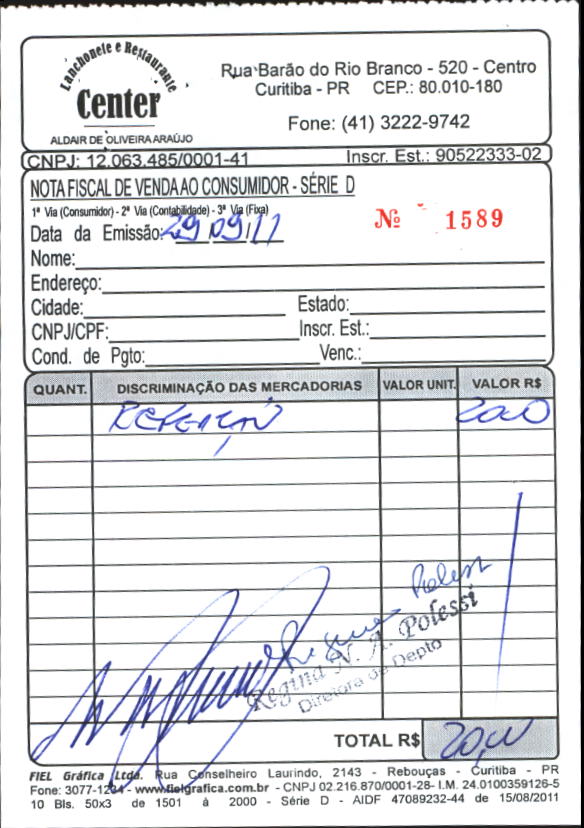 Lanchonete e Restaurante
Center
ALDAIR DE OLIVEIRA ARAÚJO
Rua Barão do Rio Branco - 520 - Centro
Curitiba - PR CEP.: 80.010-180
Fone: (41) 3222-9742
CNPJ: 12.063.485/0001-41 Inscr. Est.: 90522333-02
NOTA FISCAL DE VENDA AO CONSUMIDOR - SÉRIE D
1ª Via (Consumidor) - 2ª Via (Contabilidade) - 3ª Via (Fixa)
Nº 1589
Data da Emissão: 29/09/11
Nome:
Endereço:
Cidade: Estado:
CNPJ/CPF: Inscr. Est.:
Cond. de Pgto: Venc.:
QUANT. DISCRIMINAÇÃO DAS MERCADORIAS VALOR UNIT. VALOR R$
REFEIÇÃO 20,00
Regina N. A. Polessi
Diretora de Depto
TOTAL R$ 20,00
FIEL Gráfica Ltda. Rua Conselheiro Laurindo, 2143 - Rebouças - Curitiba - PR
Fone: 3077-1234 - www.fielgrafica.com.br - CNPJ 02.216.870/0001-28- I.M. 24.0100359126-5
10 Bls. 50x3 de 1501 à 2000 - Série D - AIDF 47089232-44 de 15/08/2011